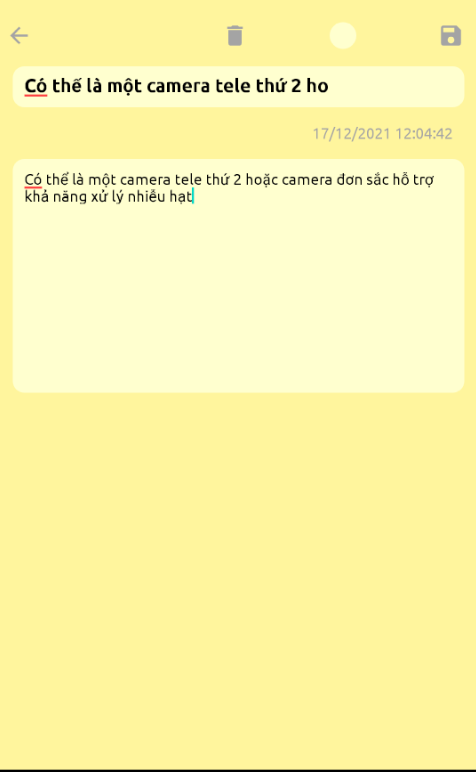 Có thể là một camera tele thứ 2 ho
17/12/2021 12:04:42
Có thể là một camera tele thứ 2 hoặc camera đơn sắc hỗ trợ
khả năng xử lý nhiễu hạt